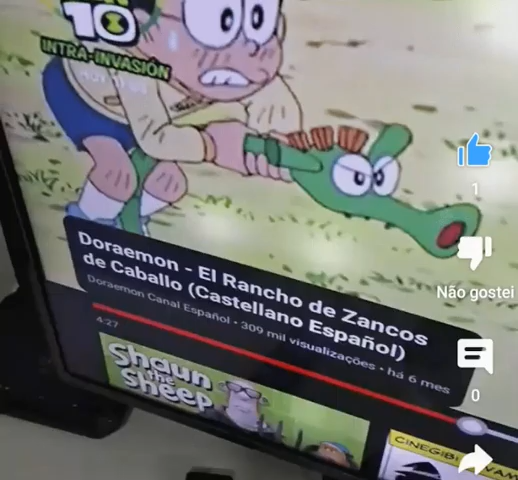 10
INTRA-INVASIÓN
Doraemon - El Rancho de Zancos
de Caballo (Castellano Español)
Doraemon Canal Español • 309 mil visualizações • há 6 mes
4:27
Shaun
the
Sheep
CINEGIBI
1
Não gostei
0